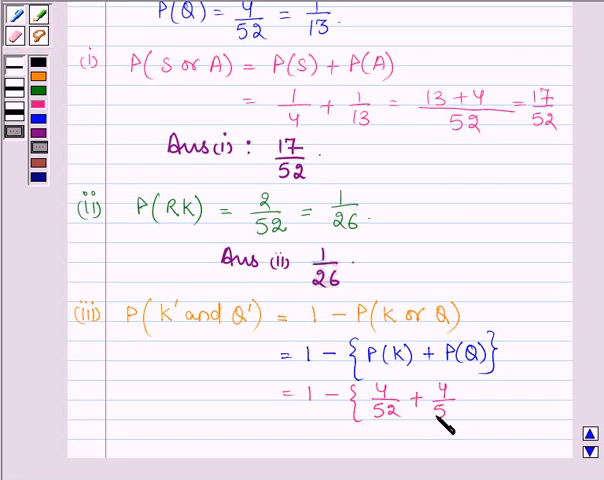 P(Q) = 4/52 = 1/13.
(i) P(S or A) = P(S) + P(A)
= 1/4 + 1/13 = 13+4/52 = 17/52
Ans(i) : 17/52.
(ii) P(RK) = 2/52 = 1/26.
Ans (ii) 1/26.
(iii) P(K' and Q') = 1 - P(K or Q)
= 1 - {P(K) + P(Q)}
= 1 - {4/52 + 4/5